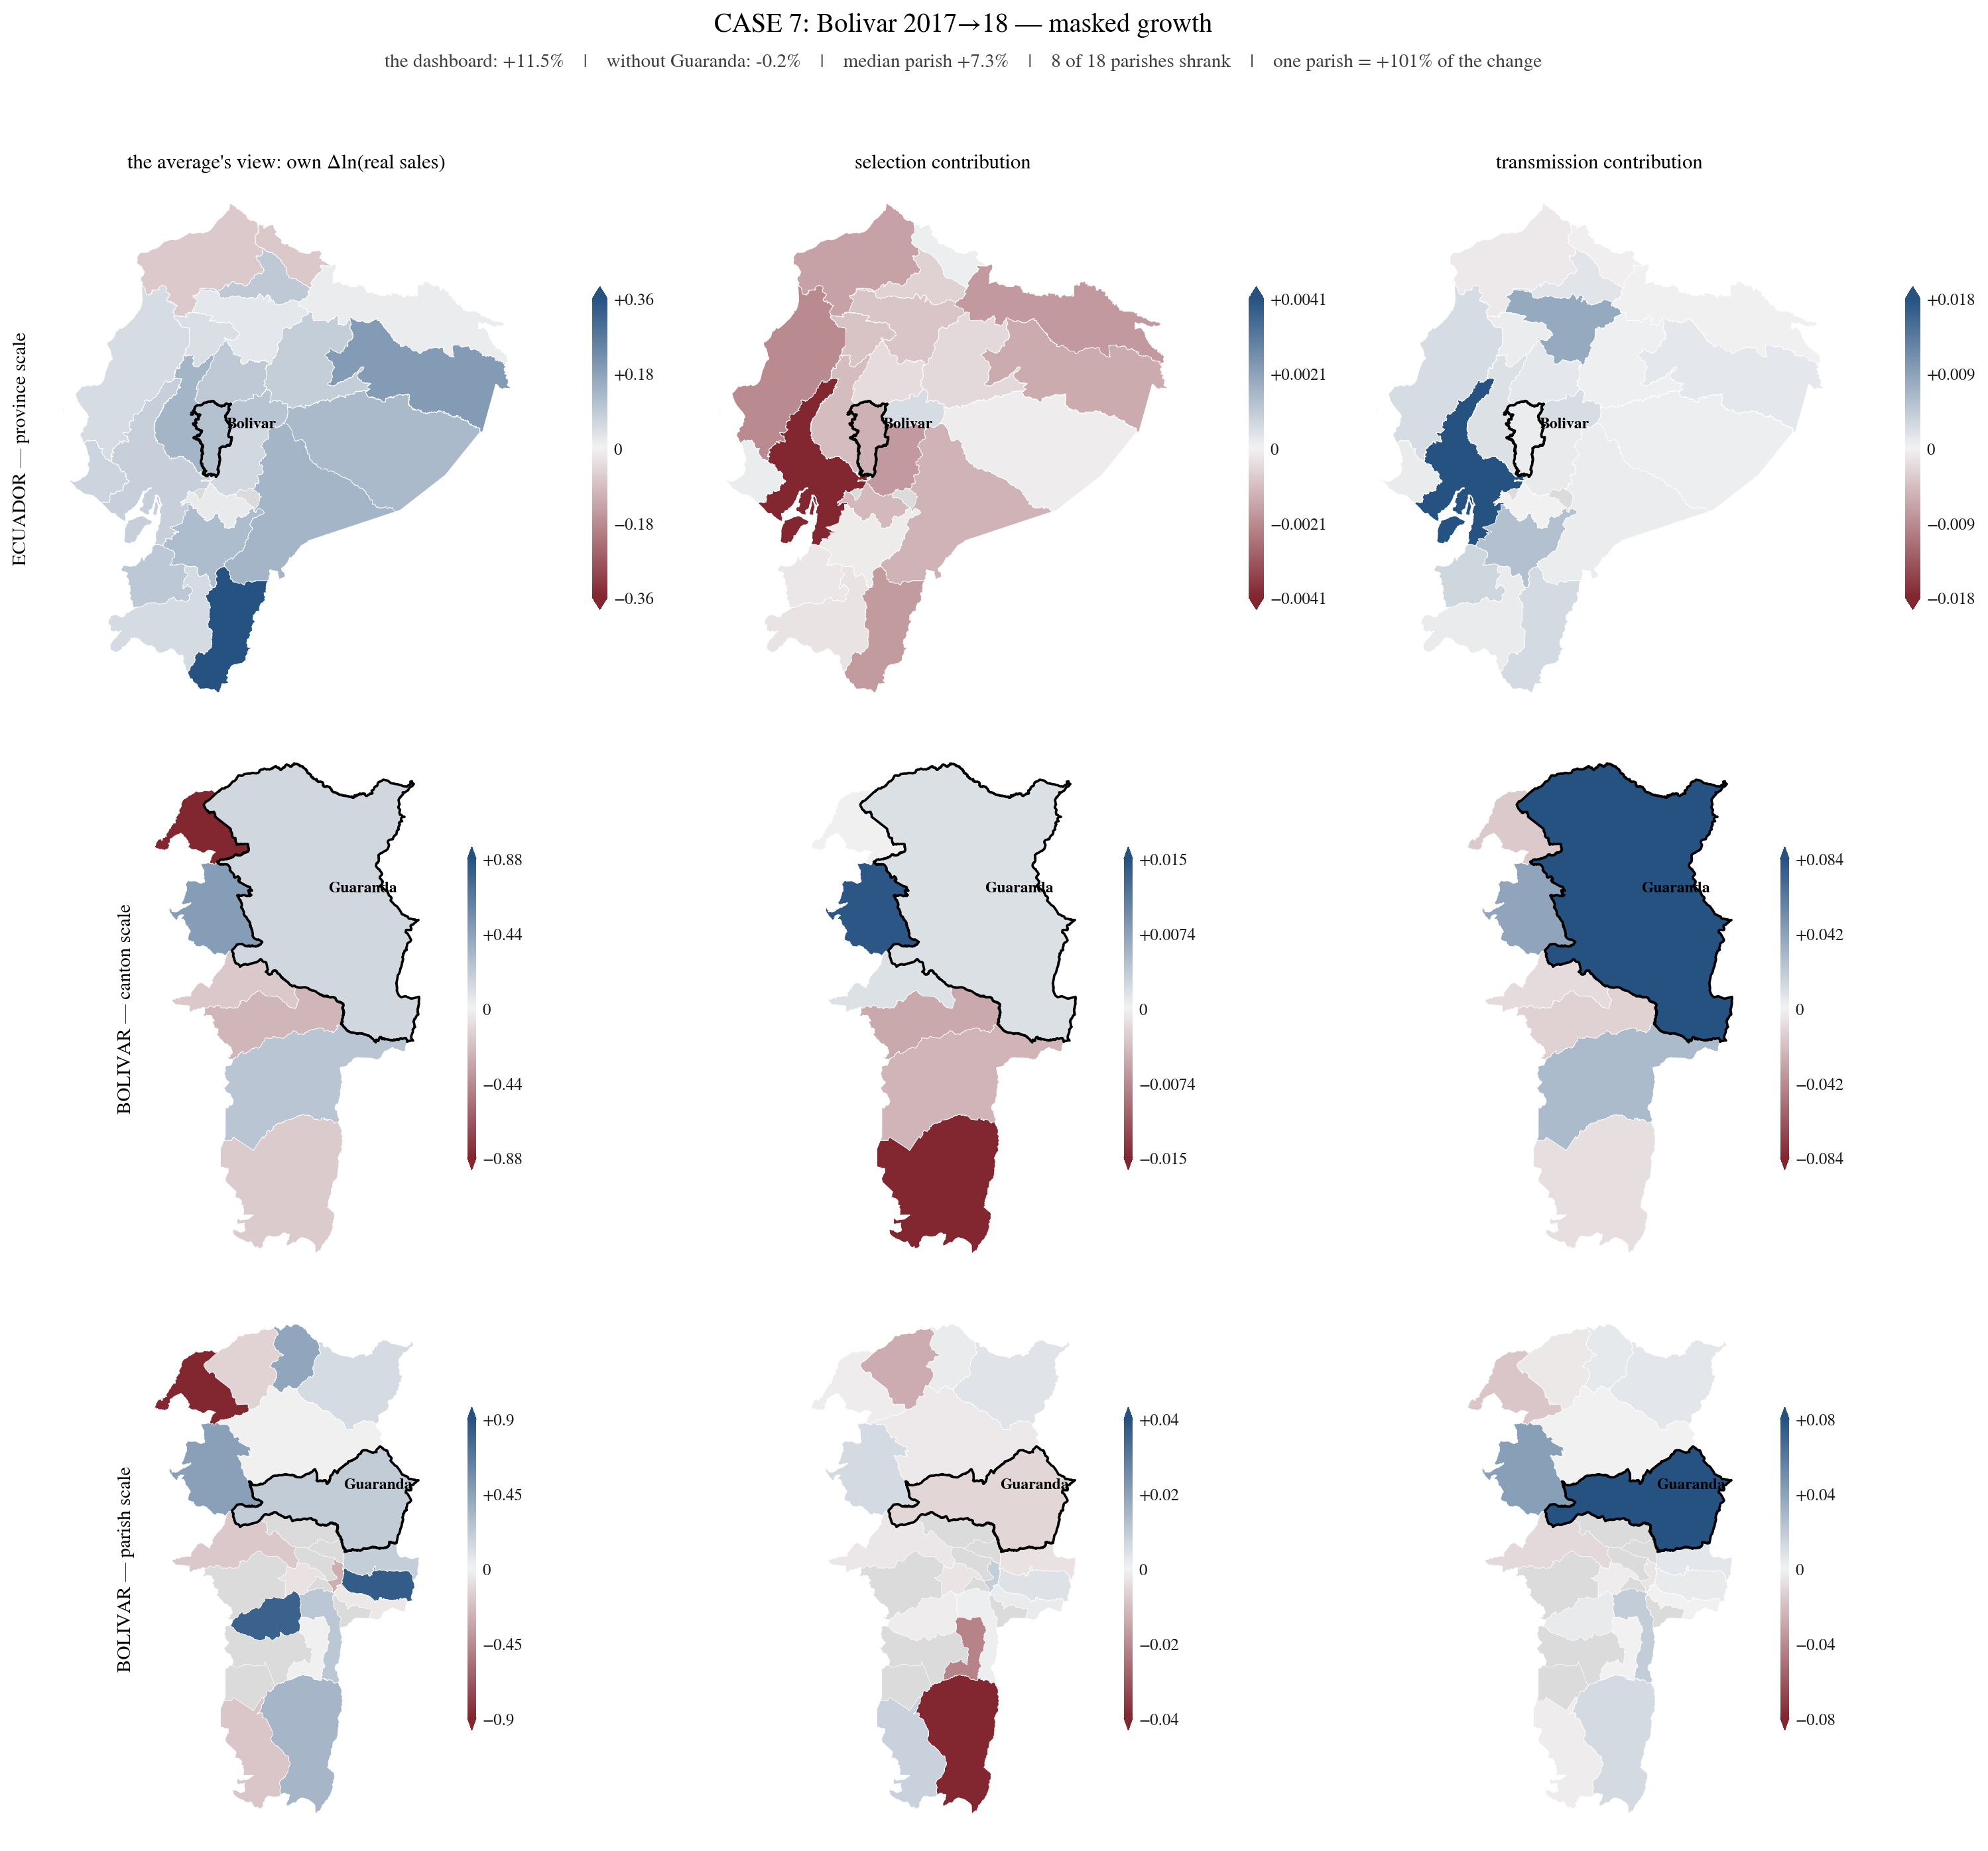 CASE 7: Bolivar 2017→18 — masked growth
the dashboard: +11.5% | without Guaranda: -0.2% | median parish +7.3% | 8 of 18 parishes shrank | one parish = +101% of the change
the average's view: own Δln(real sales)
selection contribution
transmission contribution
ECUADOR — province scale
Bolivar
+0.36
+0.18
0
−0.18
−0.36
Bolivar
+0.0041
+0.0021
0
−0.0021
−0.0041
Bolivar
+0.018
+0.009
0
−0.009
−0.018
BOLIVAR — canton scale
Guaranda
+0.88
+0.44
0
−0.44
−0.88
Guaranda
+0.015
+0.0074
0
−0.0074
−0.015
Guaranda
+0.084
+0.042
0
−0.042
−0.084
BOLIVAR — parish scale
Guaranda
+0.9
+0.45
0
−0.45
−0.9
Guaranda
+0.04
+0.02
0
−0.02
−0.04
Guaranda
+0.08
+0.04
0
−0.04
−0.08